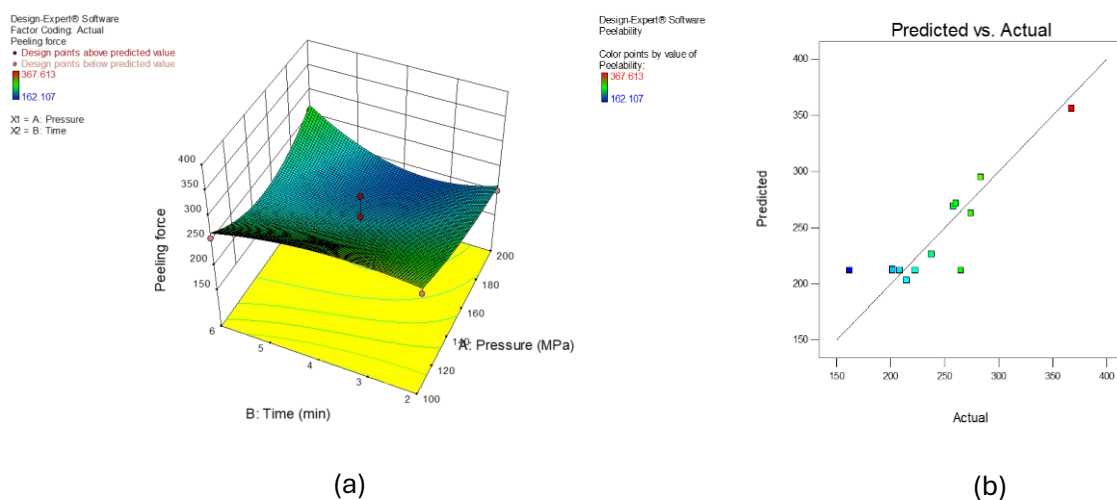 Design-Expert® Software
Factor Coding: Actual
Peeling force
Design points above predicted value
Design points below predicted value
367.613
162.107
X1 = A: Pressure
X2 = B: Time
400
350
300
250
200
150
Peeling force
6
5
4
3
2
B: Time (min)
200
180
160
140
120
100
A: Pressure (MPa)
(a)
Design-Expert® Software
Peelability
Color points by value of
Peelability:
367.613
162.107
Predicted vs. Actual
400
350
300
250
200
150
Predicted
150
200
250
300
350
400
Actual
(b)